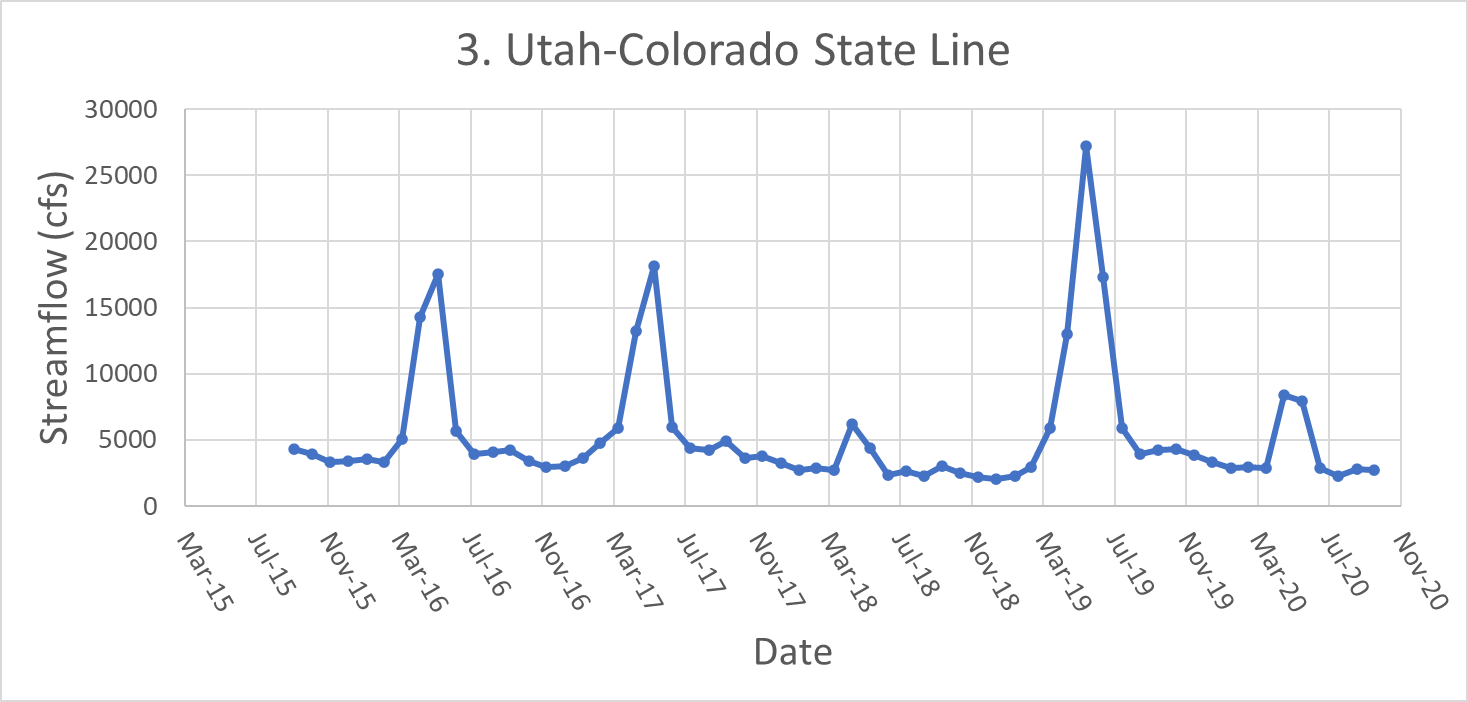 3. Utah-Colorado State Line
30000
25000
20000
15000
10000
5000
0
Streamflow (cfs)
Mar-15
Jul-15
Nov-15
Mar-16
Jul-16
Nov-16
Mar-17
Jul-17
Nov-17
Mar-18
Jul-18
Nov-18
Mar-19
Jul-19
Nov-19
Mar-20
Jul-20
Nov-20
Date